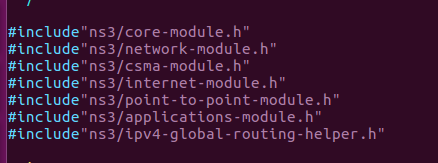 /
#include"ns3/core-module.h"
#include"ns3/network-module.h"
#include"ns3/csma-module.h"
#include"ns3/internet-module.h"
#include"ns3/point-to-point-module.h"
#include"ns3/applications-module.h"
#include"ns3/ipv4-global-routing-helper.h"